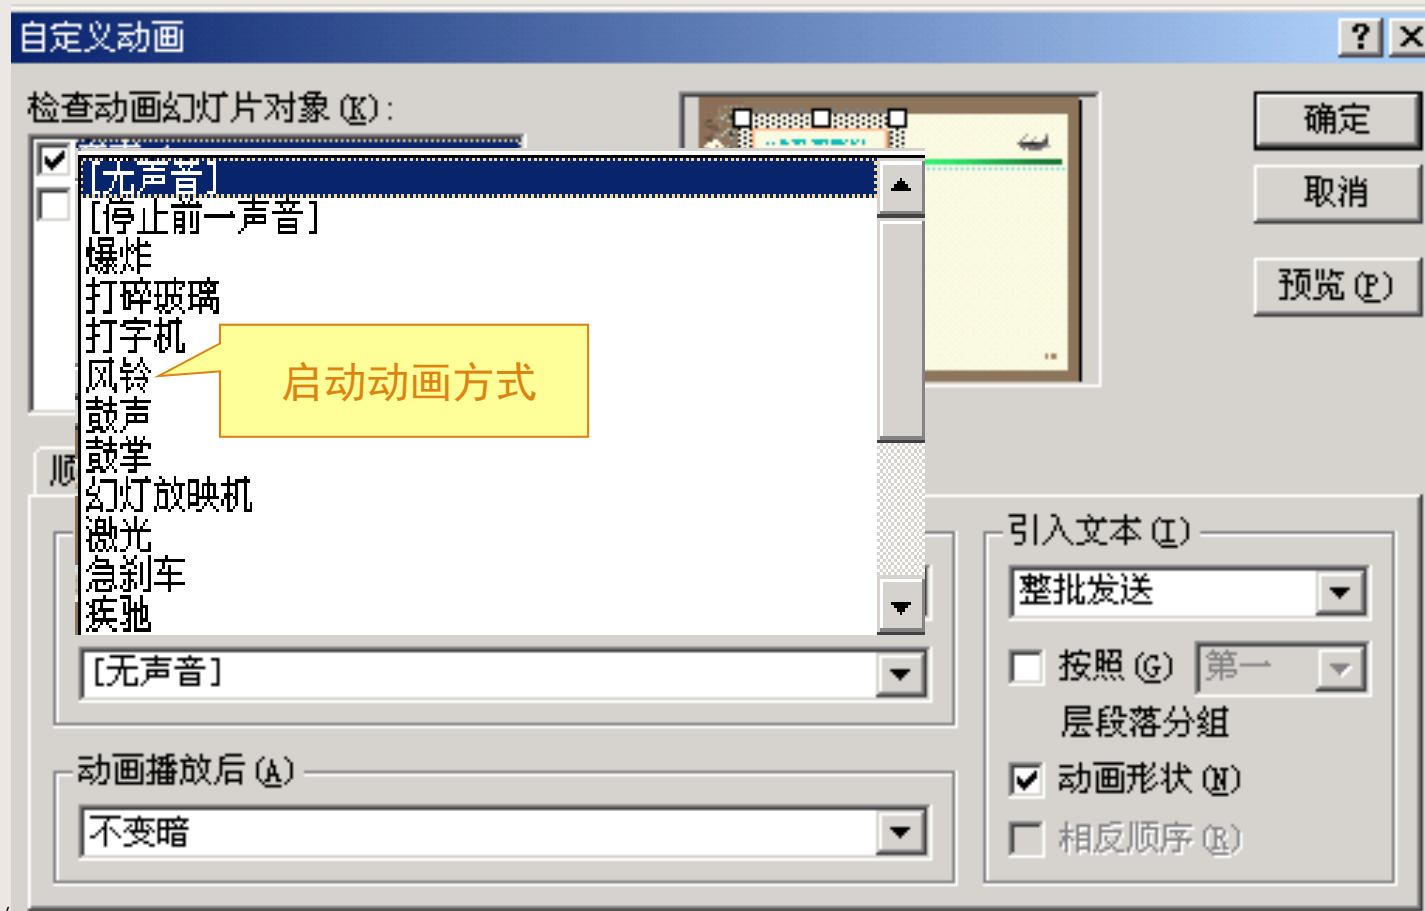 自定义动画
检查动画幻灯片对象(K):
确定
取消
预览(P)
[无声音]
[停止前一声音]
爆炸
打碎玻璃
打字机
风铃
鼓声
鼓掌
幻灯放映机
激光
急刹车
疾驰
启动动画方式
顺
[无声音]
动画播放后(A)
不变暗
引入文本(I)
整批发送
按照(G) 第一
层段落分组
动画形状(N)
相反顺序(R)